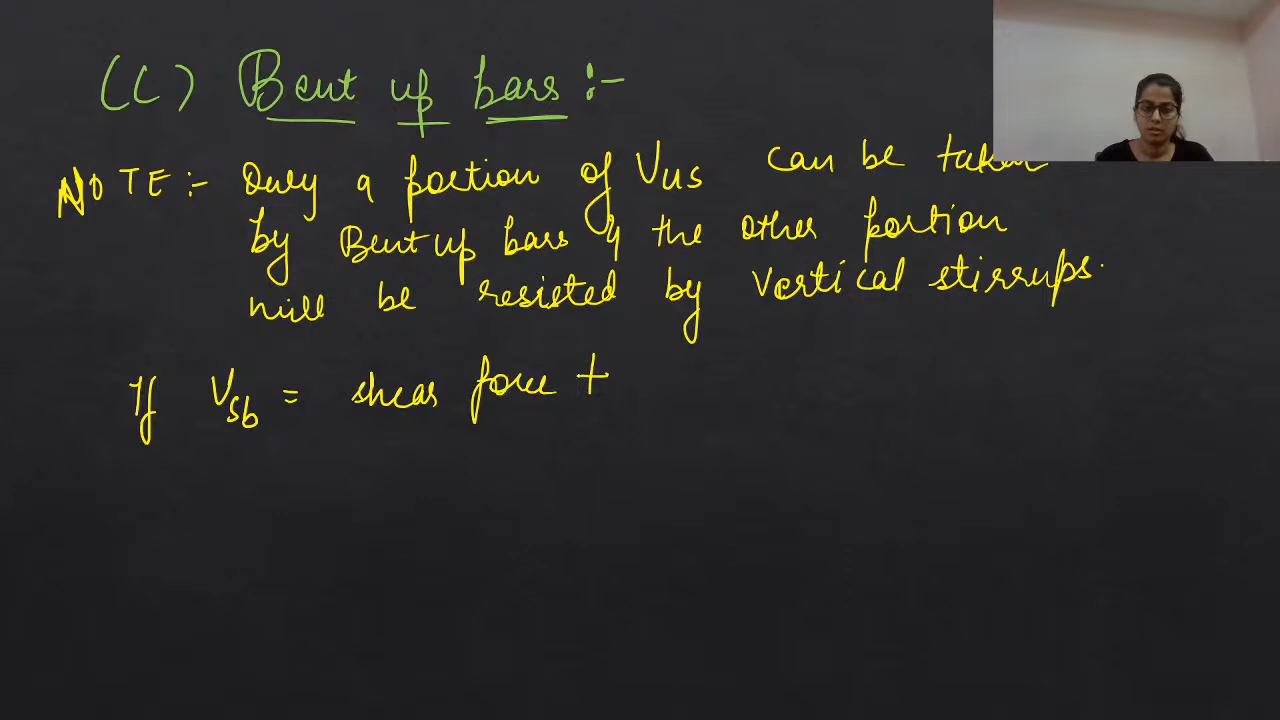 (C) Bent up bars :-
NOTE :- Only a portion of Vus can be taken
by Bent up bars & the other portion
will be resisted by vertical stirrups.
If Vsb = shear force t